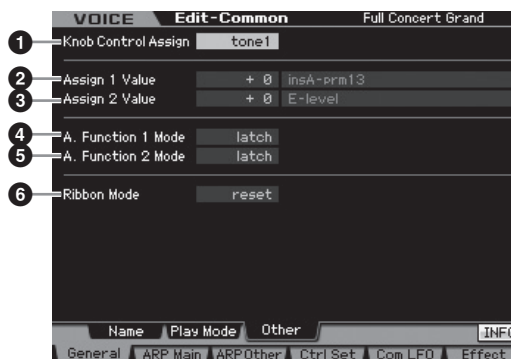 VOICE Edit-Common Full Concert Grand
1 Knob Control Assign tone1
2 Assign 1 Value + 0 insA-prm13
3 Assign 2 Value + 0 E-level
4 A. Function 1 Mode latch
5 A. Function 2 Mode latch
6 Ribbon Mode reset
Name Play Mode Other INFO
General ARP Main ARP Other Ctrl Set Com LFO Effect